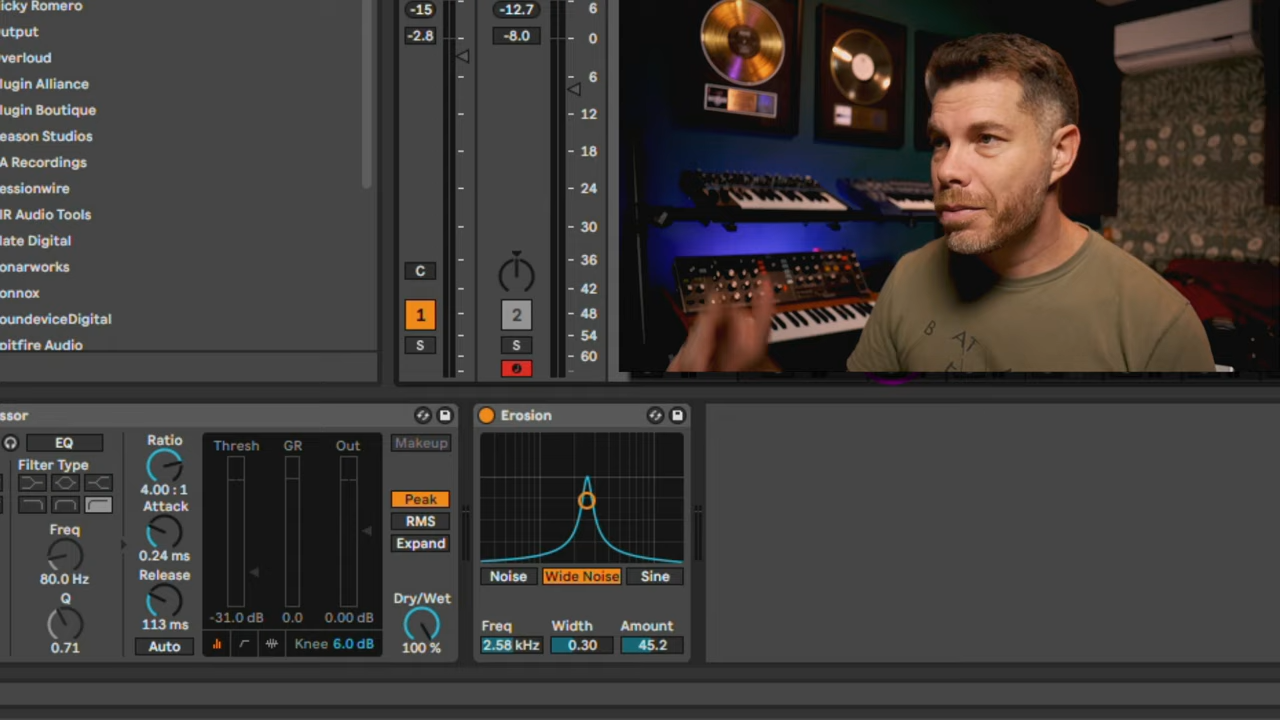 icky Romero
utput
verloud
lugin Alliance
lugin Boutique
eason Studios
A Recordings
essionwire
IR Audio Tools
late Digital
onarworks
onnox
oundeviceDigital
pitfire Audio
-15
-2.8
C
1
S
-12.7
-8.0
2
S
6
0
6
12
18
24
30
36
42
48
54
60
B AT
ssor
EQ
Filter Type
Freq
80.0 Hz
Q
0.71
Ratio
4.00 : 1
Attack
0.24 ms
Release
113 ms
Auto
Thresh GR Out
-31.0 dB 0.0 0.00 dB
Knee 6.0 dB
Makeup
Peak
RMS
Expand
Dry/Wet
100 %
Erosion
Noise Wide Noise Sine
Freq Width Amount
2.58 kHz 0.30 45.2